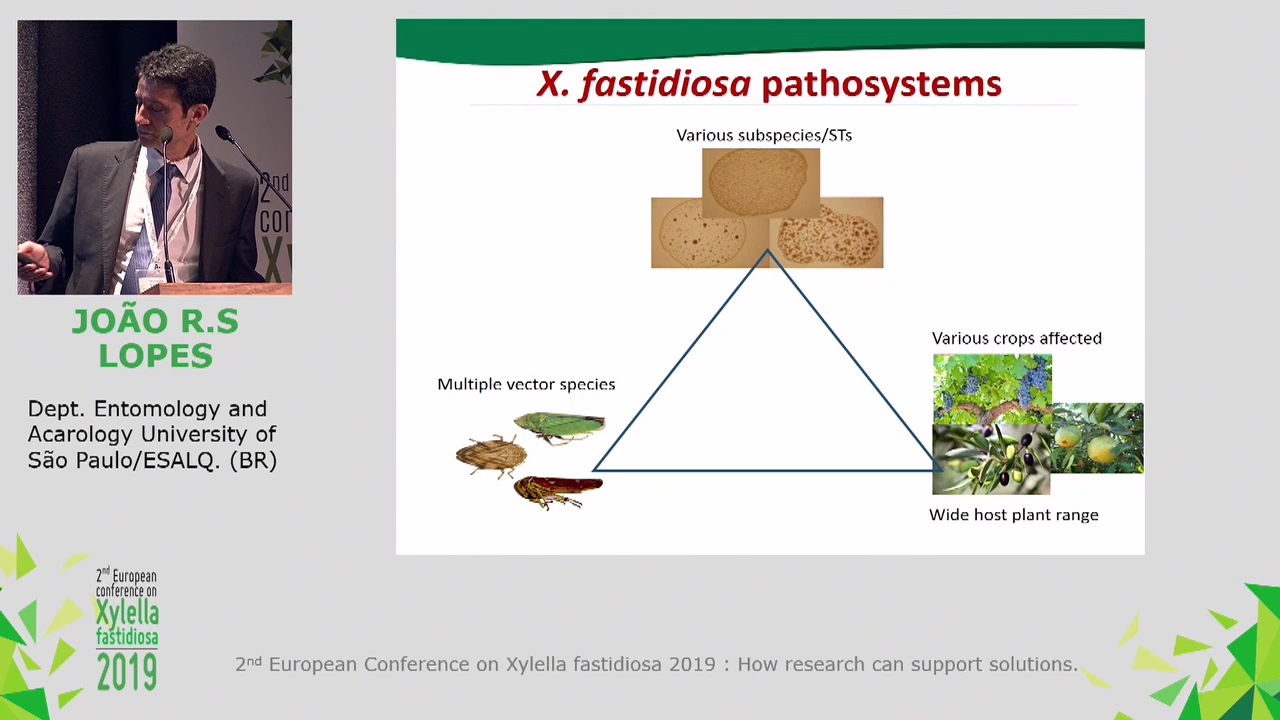 X. fastidiosa pathosystems
Various subspecies/STs
Various crops affected
Multiple vector species
Wide host plant range
2nd
JOÃO R.S
LOPES
Dept. Entomology and
Acarology University of
São Paulo/ESALQ. (BR)
2nd European
conference on
Xylella
fastidiosa
2019
2nd European Conference on Xylella fastidiosa 2019 : How research can support solutions.